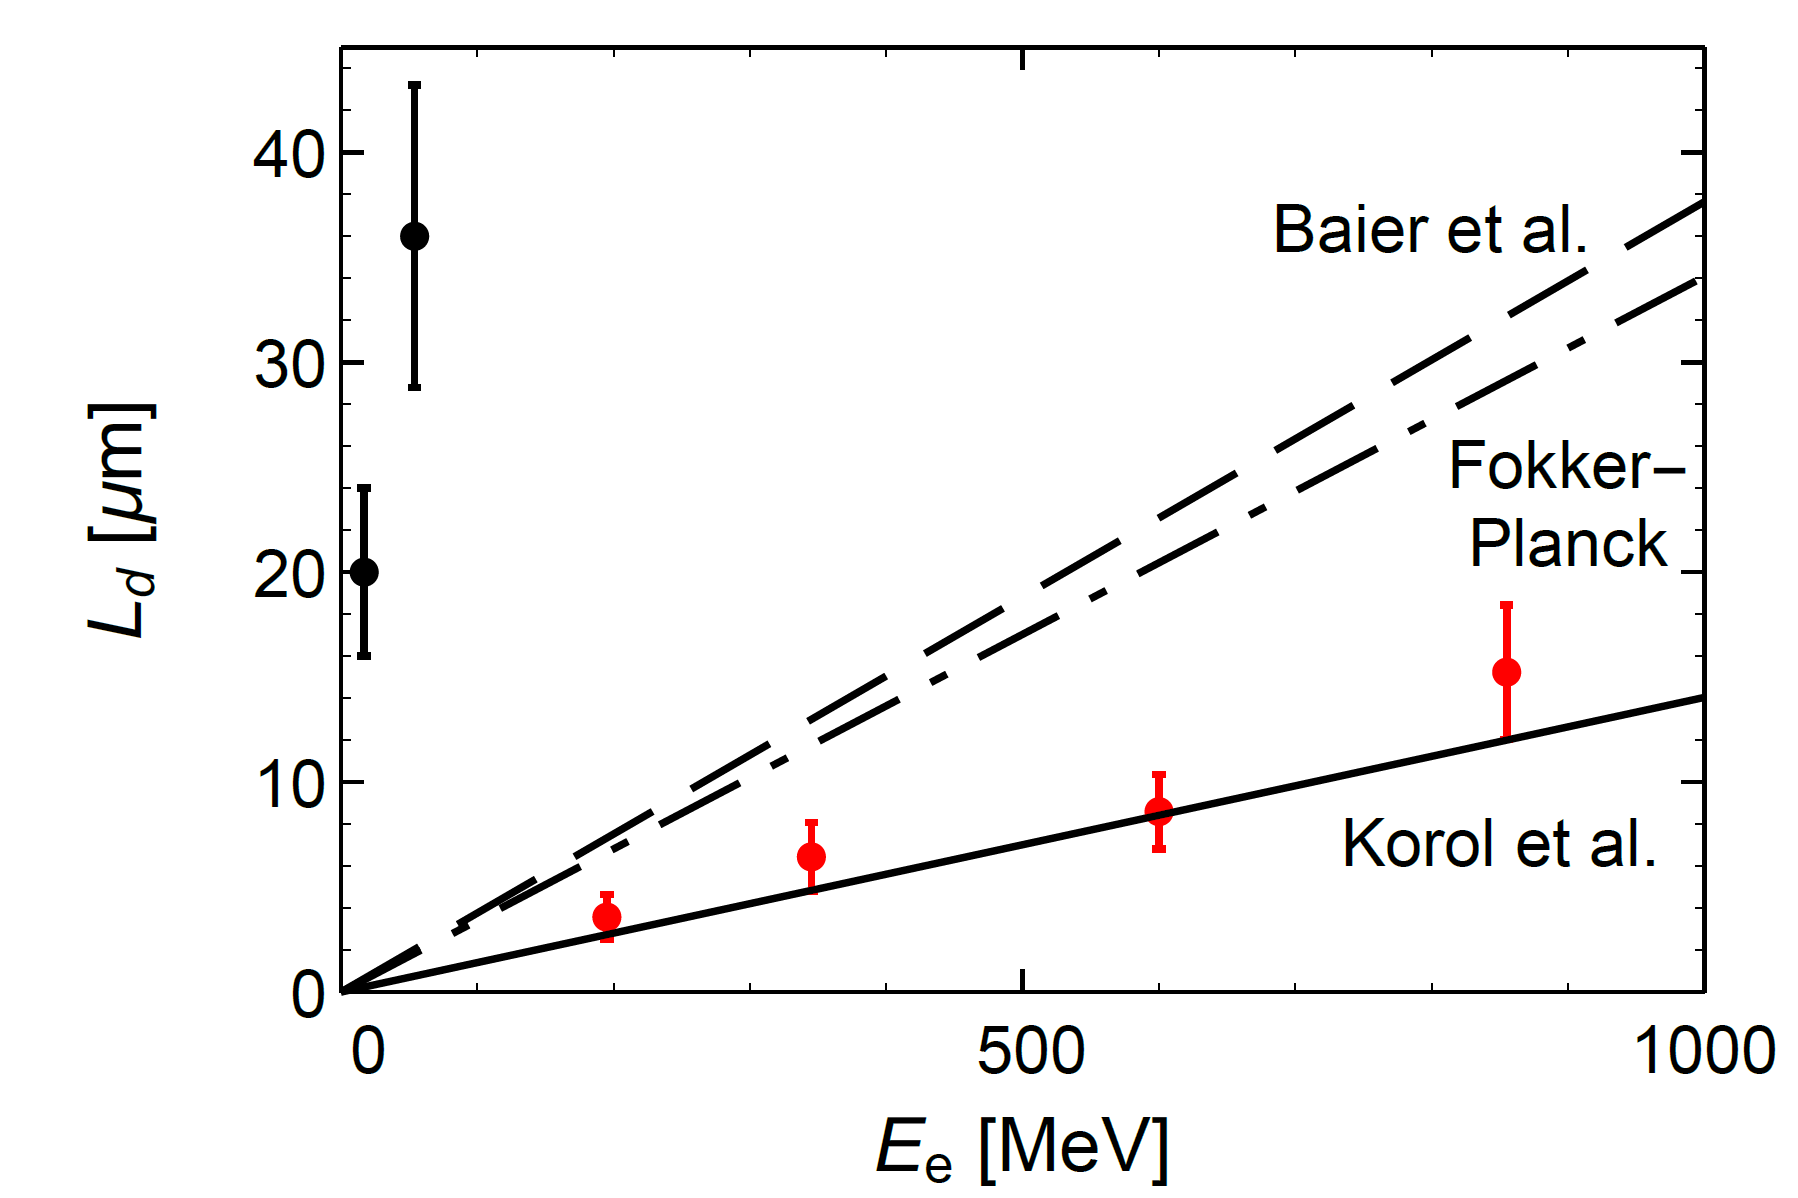 40
30
20
10
0
L_d [μm]
Baier et al.
Fokker–
Planck
Korol et al.
0 500 1000
E_e [MeV]